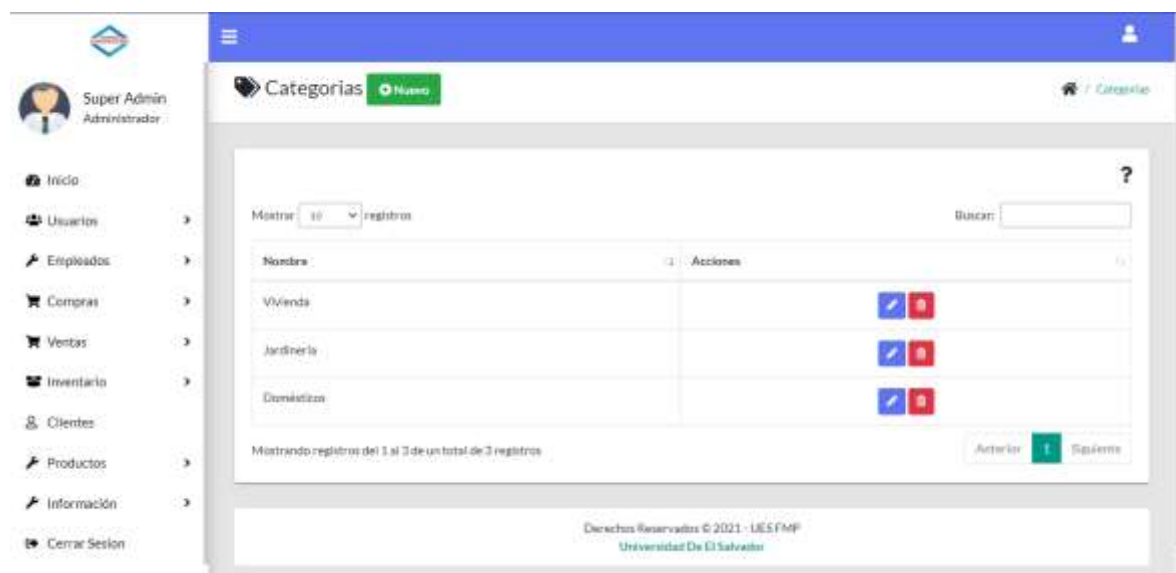 Super Admin
Administrador
Inicio
Usuarios
Empleados
Compras
Ventas
Inventario
Clientes
Productos
Información
Cerrar Sesion
Categorias
Nuevo
/ Categorias
?
Mostrar 10 registros
Buscar:
Nombre Acciones
Vivienda
Jardinería
Domésticos
Mostrando registros del 1 al 3 de un total de 3 registros
Anterior 1 Siguiente
Derechos Reservados © 2021 - UES FMP
Universidad De El Salvador